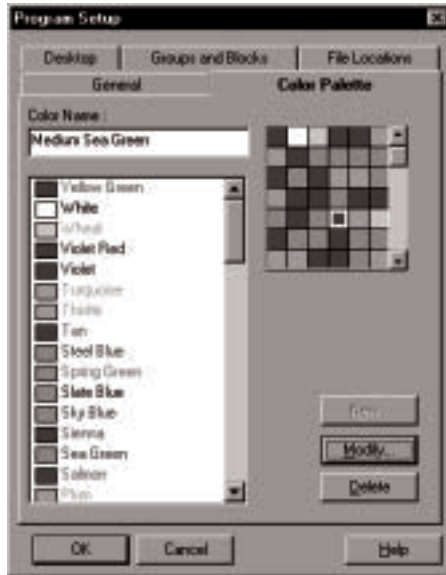 Program Setup
Desktop
Groups and Blocks
File Locations
General
Color Palette
Color Name :
Medium Sea Green
Yellow Green
White
Wheat
Violet Red
Violet
Turquoise
Thistle
Tan
Steel Blue
Spring Green
Slate Blue
Sky Blue
Sienna
Sea Green
Salmon
Plum
New...
Modify...
Delete
OK
Cancel
Help